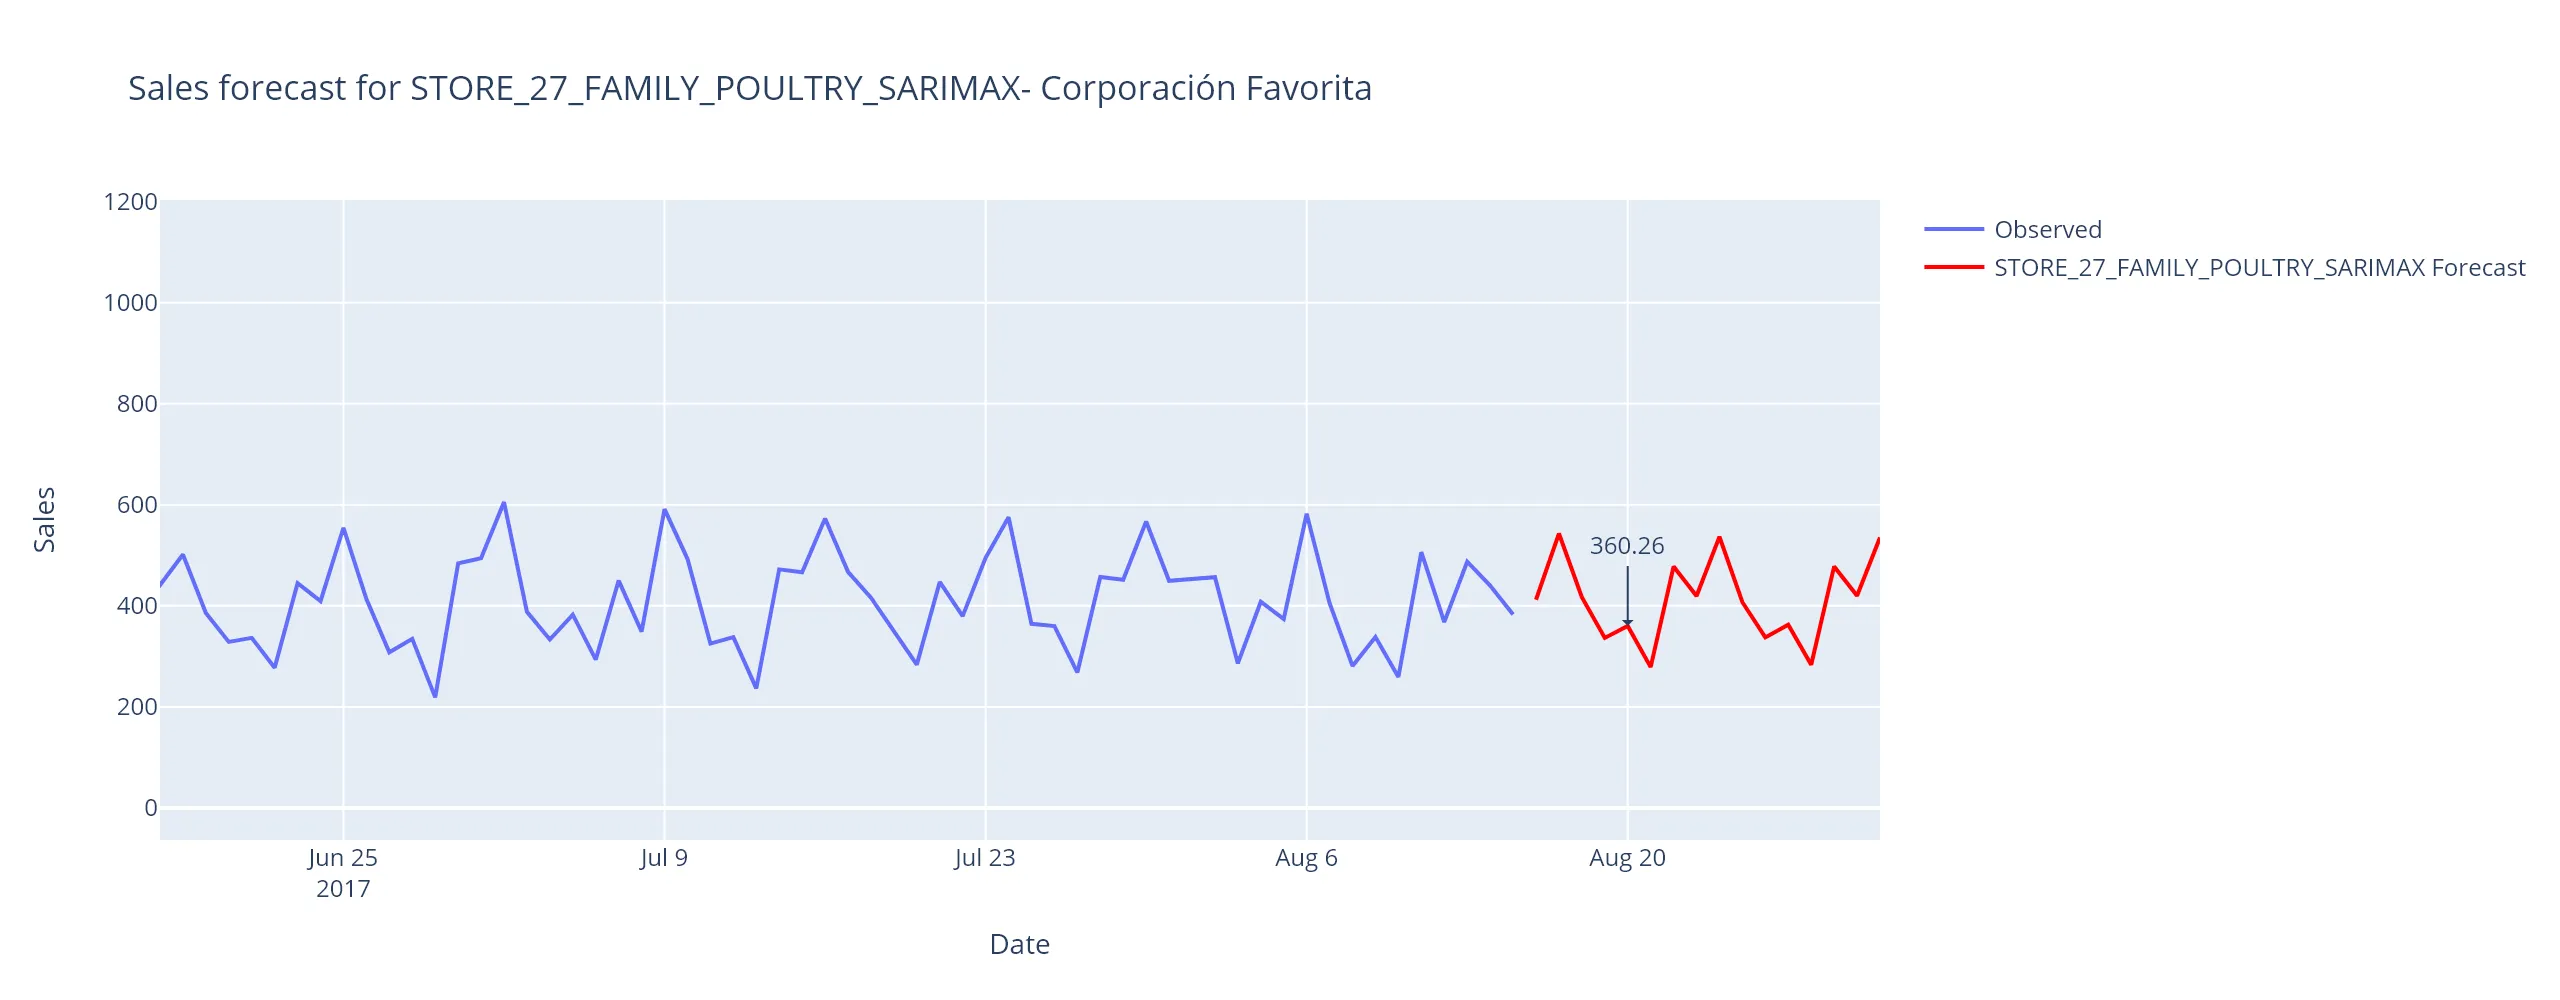 Sales forecast for STORE_27_FAMILY_POULTRY_SARIMAX- Corporación Favorita
Observed
STORE_27_FAMILY_POULTRY_SARIMAX Forecast
Sales
1200
1000
800
600
400
200
0
360.26
Jun 25
2017
Jul 9
Jul 23
Aug 6
Aug 20
Date